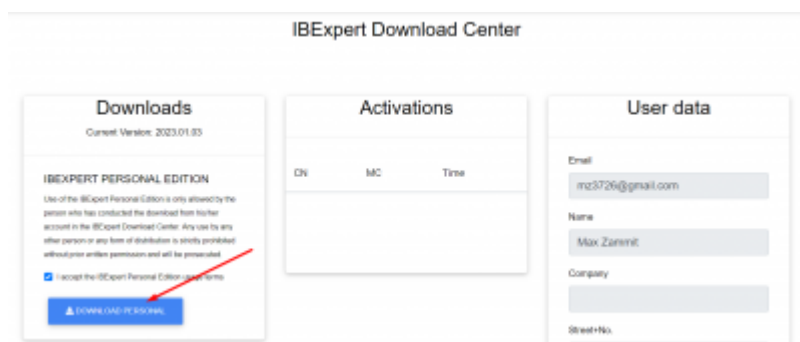 IBExpert Download Center
Downloads
Current Version: 2023.01.03
IBEXPERT PERSONAL EDITION
Use of the IBExpert Personal Edition is only allowed by the
person who has conducted the download from his/her
account in the IBExpert Download Center. Any use by any
other person or any form of distribution is strictly prohibited
without prior written permission and will be prosecuted
I accept the IBExpert Personal Edition usage terms
DOWNLOAD PERSONAL
Activations
CN MC Time
User data
Email
mz3726@gmail.com
Name
Max Zammit
Company
Street+No.